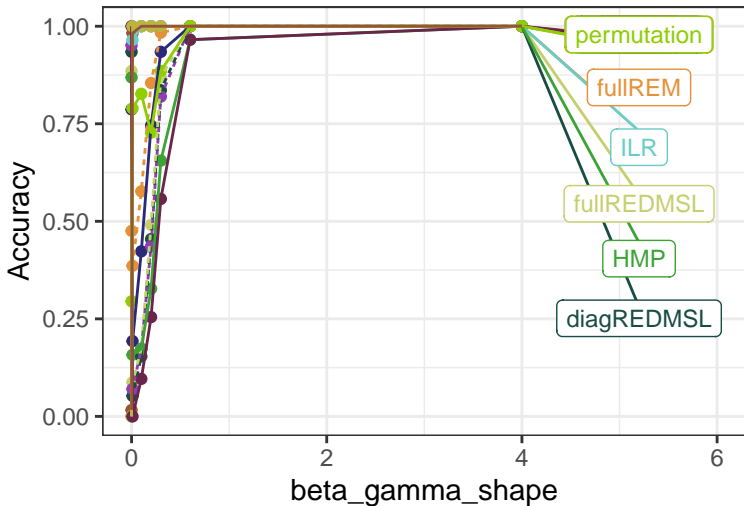 1.00
0.75
0.50
0.25
0.00
Accuracy
permutation
fullREM
ILR
fullREDMSL
HMP
diagREDMSL
0
2
4
6
beta_gamma_shape